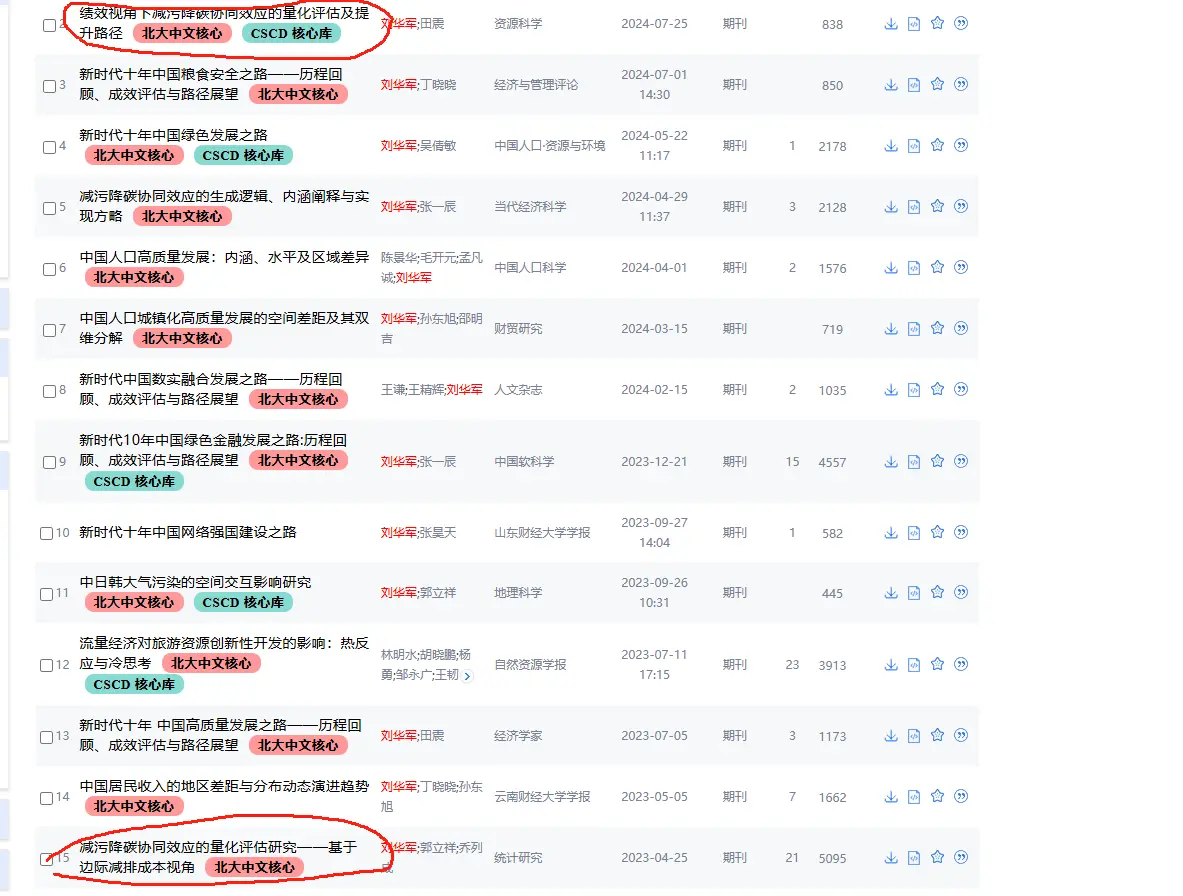 2 绩效视角下减污降碳协同效应的量化评估及提 刘华军;田震 资源科学 2024-07-25 期刊 838
升路径 北大中文核心 CSCD 核心库
3 新时代十年中国粮食安全之路——历程回 刘华军;丁晓晓 经济与管理评论 2024-07-01 期刊 850
顾、成效评估与路径展望 北大中文核心 14:30
4 新时代十年中国绿色发展之路 刘华军;吴倩敏 中国人口·资源与环境 2024-05-22 期刊 1 2178
北大中文核心 CSCD 核心库 11:17
5 减污降碳协同效应的生成逻辑、内涵阐释与实 刘华军;张一辰 当代经济科学 2024-04-29 期刊 3 2128
现方略 北大中文核心 11:37
6 中国人口高质量发展：内涵、水平及区域差异 陈景华;毛开元;孟凡 中国人口科学 2024-04-01 期刊 2 1576
北大中文核心 诚;刘华军
7 中国人口城镇化高质量发展的空间差距及其双 刘华军;孙东旭;邵明 财贸研究 2024-03-15 期刊 719
维分解 北大中文核心 吉
8 新时代中国数实融合发展之路——历程回 王谦;王精辉;刘华军 人文杂志 2024-02-15 期刊 2 1035
顾、成效评估与路径展望 北大中文核心
新时代10年中国绿色金融发展之路:历程回
9 顾、成效评估与路径展望 北大中文核心 刘华军;张一辰 中国软科学 2023-12-21 期刊 15 4557
CSCD 核心库
10 新时代十年中国网络强国建设之路 刘华军;张昊天 山东财经大学学报 2023-09-27 期刊 1 582
14:04
11 中日韩大气污染的空间交互影响研究 刘华军;郭立祥 地理科学 2023-09-26 期刊 445
北大中文核心 CSCD 核心库 10:31
流量经济对旅游资源创新性开发的影响：热反
12 应与冷思考 北大中文核心 林明水;胡晓鹏;杨 自然资源学报 2023-07-11 期刊 23 3913
CSCD 核心库 勇;邹永广;王韧 17:15
13 新时代十年 中国高质量发展之路——历程回 刘华军;田震 经济学家 2023-07-05 期刊 3 1173
顾、成效评估与路径展望 北大中文核心
14 中国居民收入的地区差距与分布动态演进趋势 刘华军;丁晓晓;孙东 云南财经大学学报 2023-05-05 期刊 7 1662
北大中文核心 旭
15 减污降碳协同效应的量化评估研究——基于 刘华军;郭立祥;乔列 统计研究 2023-04-25 期刊 21 5095
边际减排成本视角 北大中文核心 成